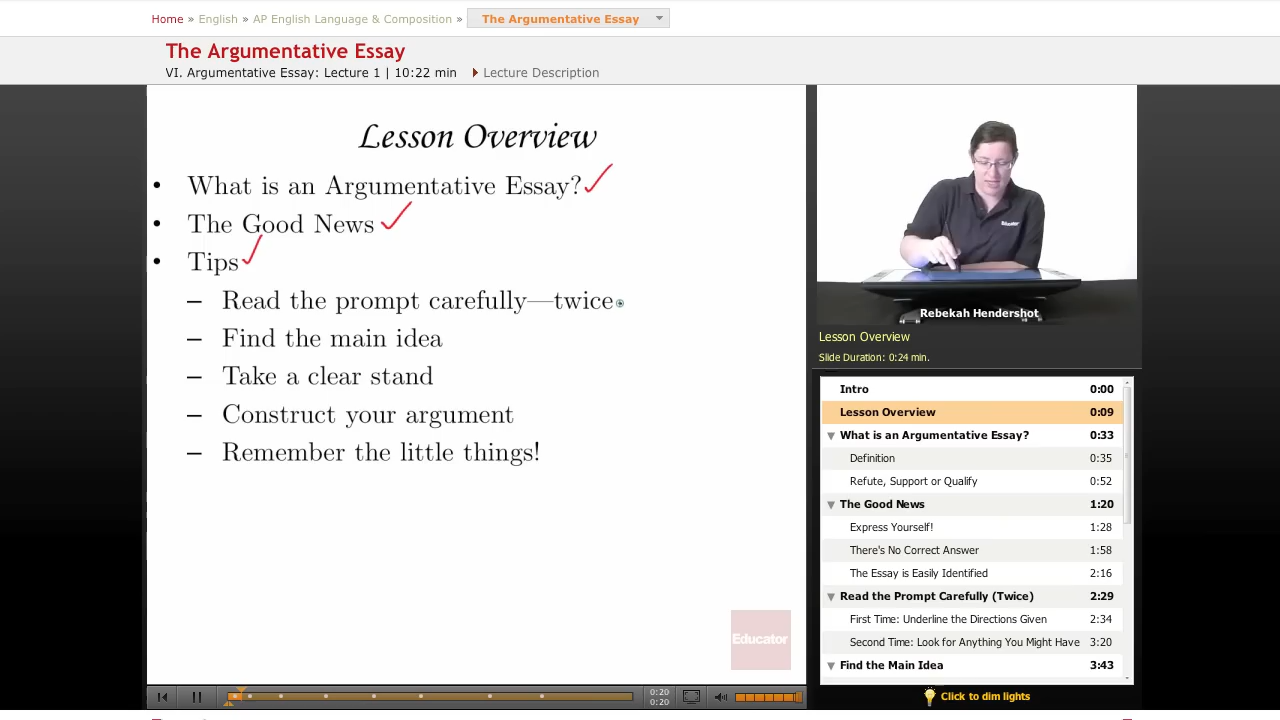 Home » English » AP English Language & Composition » The Argumentative Essay
The Argumentative Essay
VI. Argumentative Essay: Lecture 1 | 10:22 min Lecture Description
Lesson Overview
• What is an Argumentative Essay?
• The Good News
• Tips
– Read the prompt carefully—twice
– Find the main idea
– Take a clear stand
– Construct your argument
– Remember the little things!
Educator
0:20
0:20
Rebekah Hendershot
Lesson Overview
Slide Duration: 0:24 min.
Intro 0:00
Lesson Overview 0:09
What is an Argumentative Essay? 0:33
Definition 0:35
Refute, Support or Qualify 0:52
The Good News 1:20
Express Yourself! 1:28
There's No Correct Answer 1:58
The Essay is Easily Identified 2:16
Read the Prompt Carefully (Twice) 2:29
First Time: Underline the Directions Given 2:34
Second Time: Look for Anything You Might Have 3:20
Find the Main Idea 3:43
Click to dim lights